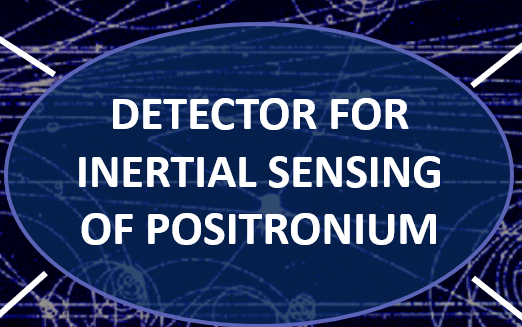 DETECTOR FOR
INERTIAL SENSING
OF POSITRONIUM